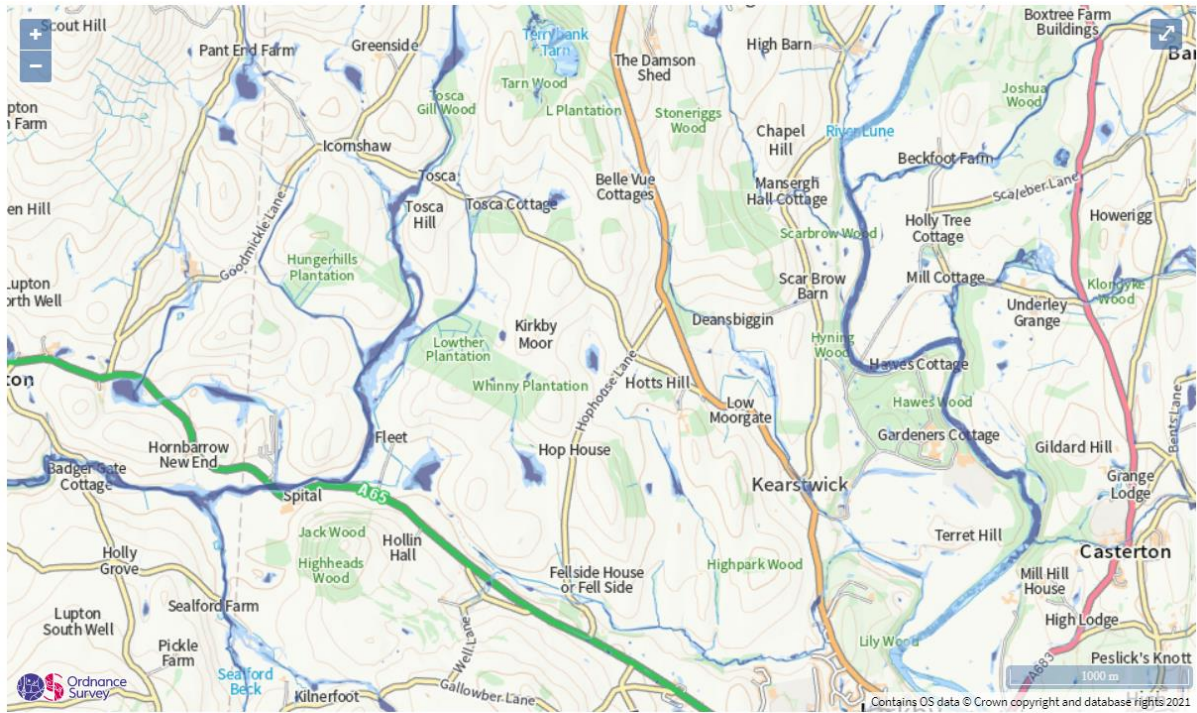 +
−
Scout Hill
Pant End Farm
Greenside
Terrybank
Tarn
The Damson
Shed
High Barn
Boxtree Farm
Buildings
Bar
Tarn Wood
L Plantation
Tosca
Gill Wood
Stoneriggs
Wood
Joshua
Wood
pton
n Farm
Icornshaw
Chapel
Hill
River Lune
Beckfoot Farm
Tosca
Belle Vue
Cottages
Mansergh
Hall Cottage
Scaleber Lane
Tosca Cottage
Tosca
Hill
en Hill
Goodmickle Lane
Holly Tree
Cottage
Howerigg
Scarbrow Wood
Hungerhills
Plantation
Scar Brow
Barn
Mill Cottage
Klondyke
Wood
Lupton
orth Well
Underley
Grange
Deansbiggin
Kirkby
Moor
Lowther
Plantation
Hyning
Wood
Hawes Cottage
ton
Whinny Plantation
Hophouse Lane
Hotts Hill
Hawes Wood
Low
Moorgate
Bents Lane
Fleet
Gardeners Cottage
Hornbarrow
New End
Hop House
Gildard Hill
Badger Gate
Cottage
Spital
A65
Kearstwick
Grange
Lodge
Jack Wood
Hollin
Hall
Terret Hill
Casterton
Holly
Grove
Highheads
Wood
Fellside House
or Fell Side
Highpark Wood
Mill Hill
House
Sealford Farm
High Lodge
Lupton
South Well
Pickle
Farm
Well Lane
Lily Wood
A683
Peslick's Knott
Sealford
Beck
Ordnance
Survey
Kilnerfoot
Gallowber Lane
1000 m
Contains OS data © Crown copyright and database rights 2021